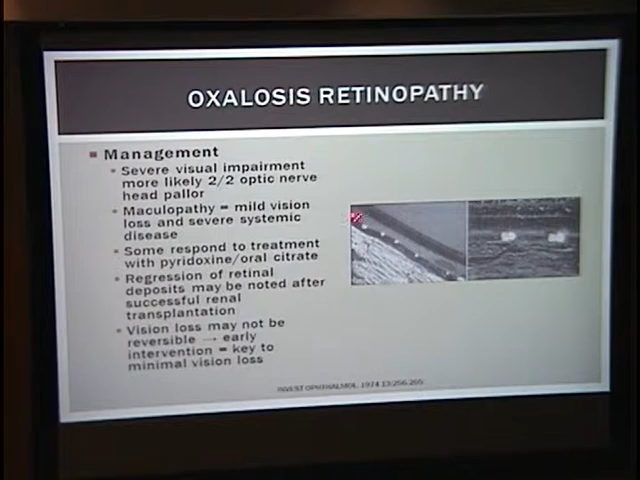 OXALOSIS RETINOPATHY
Management
Severe visual impairment
more likely 2/2 optic nerve
head pallor
Maculopathy = mild vision
loss and severe systemic
disease
Some respond to treatment
with pyridoxine/oral citrate
Regression of retinal
deposits may be noted after
successful renal
transplantation
Vision loss may not be
reversible → early
intervention = key to
minimal vision loss
INVEST OPHTHALMOL. 1974 13: